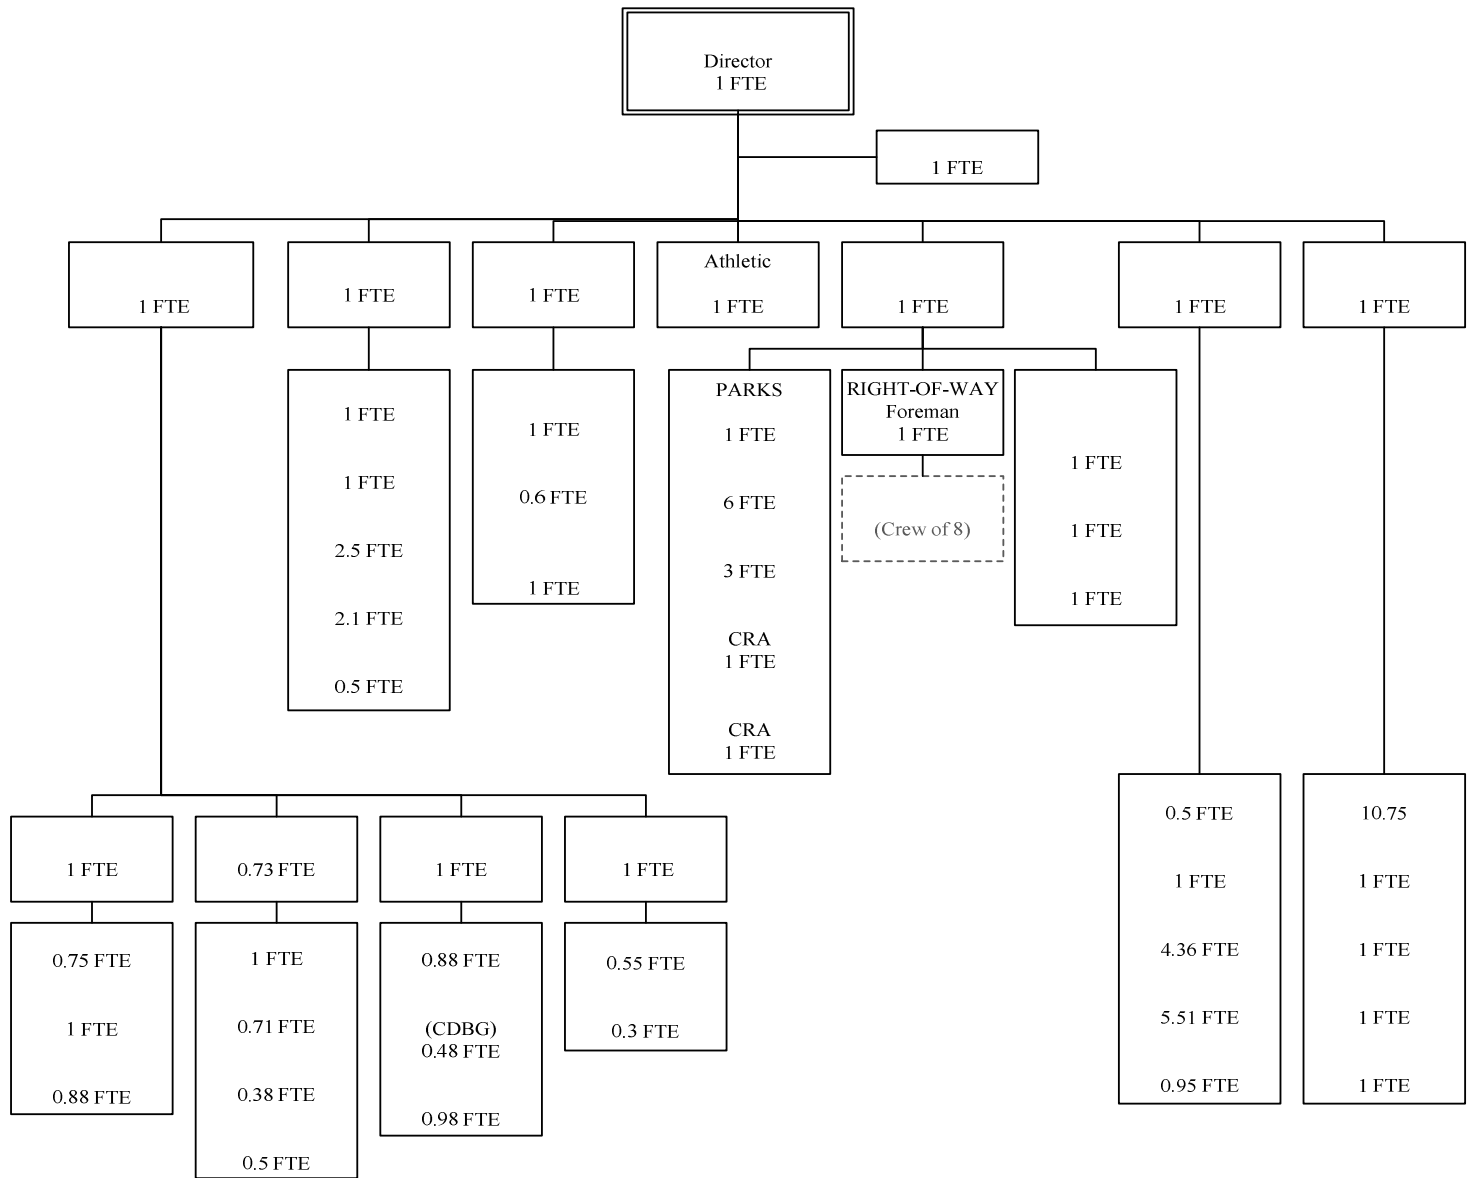 Director
1 FTE
1 FTE
1 FTE
1 FTE
1 FTE
Athletic
1 FTE
1 FTE
1 FTE
1 FTE
1 FTE
1 FTE
2.5 FTE
2.1 FTE
0.5 FTE
1 FTE
0.6 FTE
1 FTE
PARKS
1 FTE
6 FTE
3 FTE
CRA
1 FTE
CRA
1 FTE
RIGHT-OF-WAY
Foreman
1 FTE
(Crew of 8)
1 FTE
1 FTE
1 FTE
1 FTE
0.75 FTE
1 FTE
0.88 FTE
0.73 FTE
1 FTE
0.71 FTE
0.38 FTE
0.5 FTE
1 FTE
0.88 FTE
(CDBG)
0.48 FTE
0.98 FTE
1 FTE
0.55 FTE
0.3 FTE
0.5 FTE
1 FTE
4.36 FTE
5.51 FTE
0.95 FTE
10.75
1 FTE
1 FTE
1 FTE
1 FTE